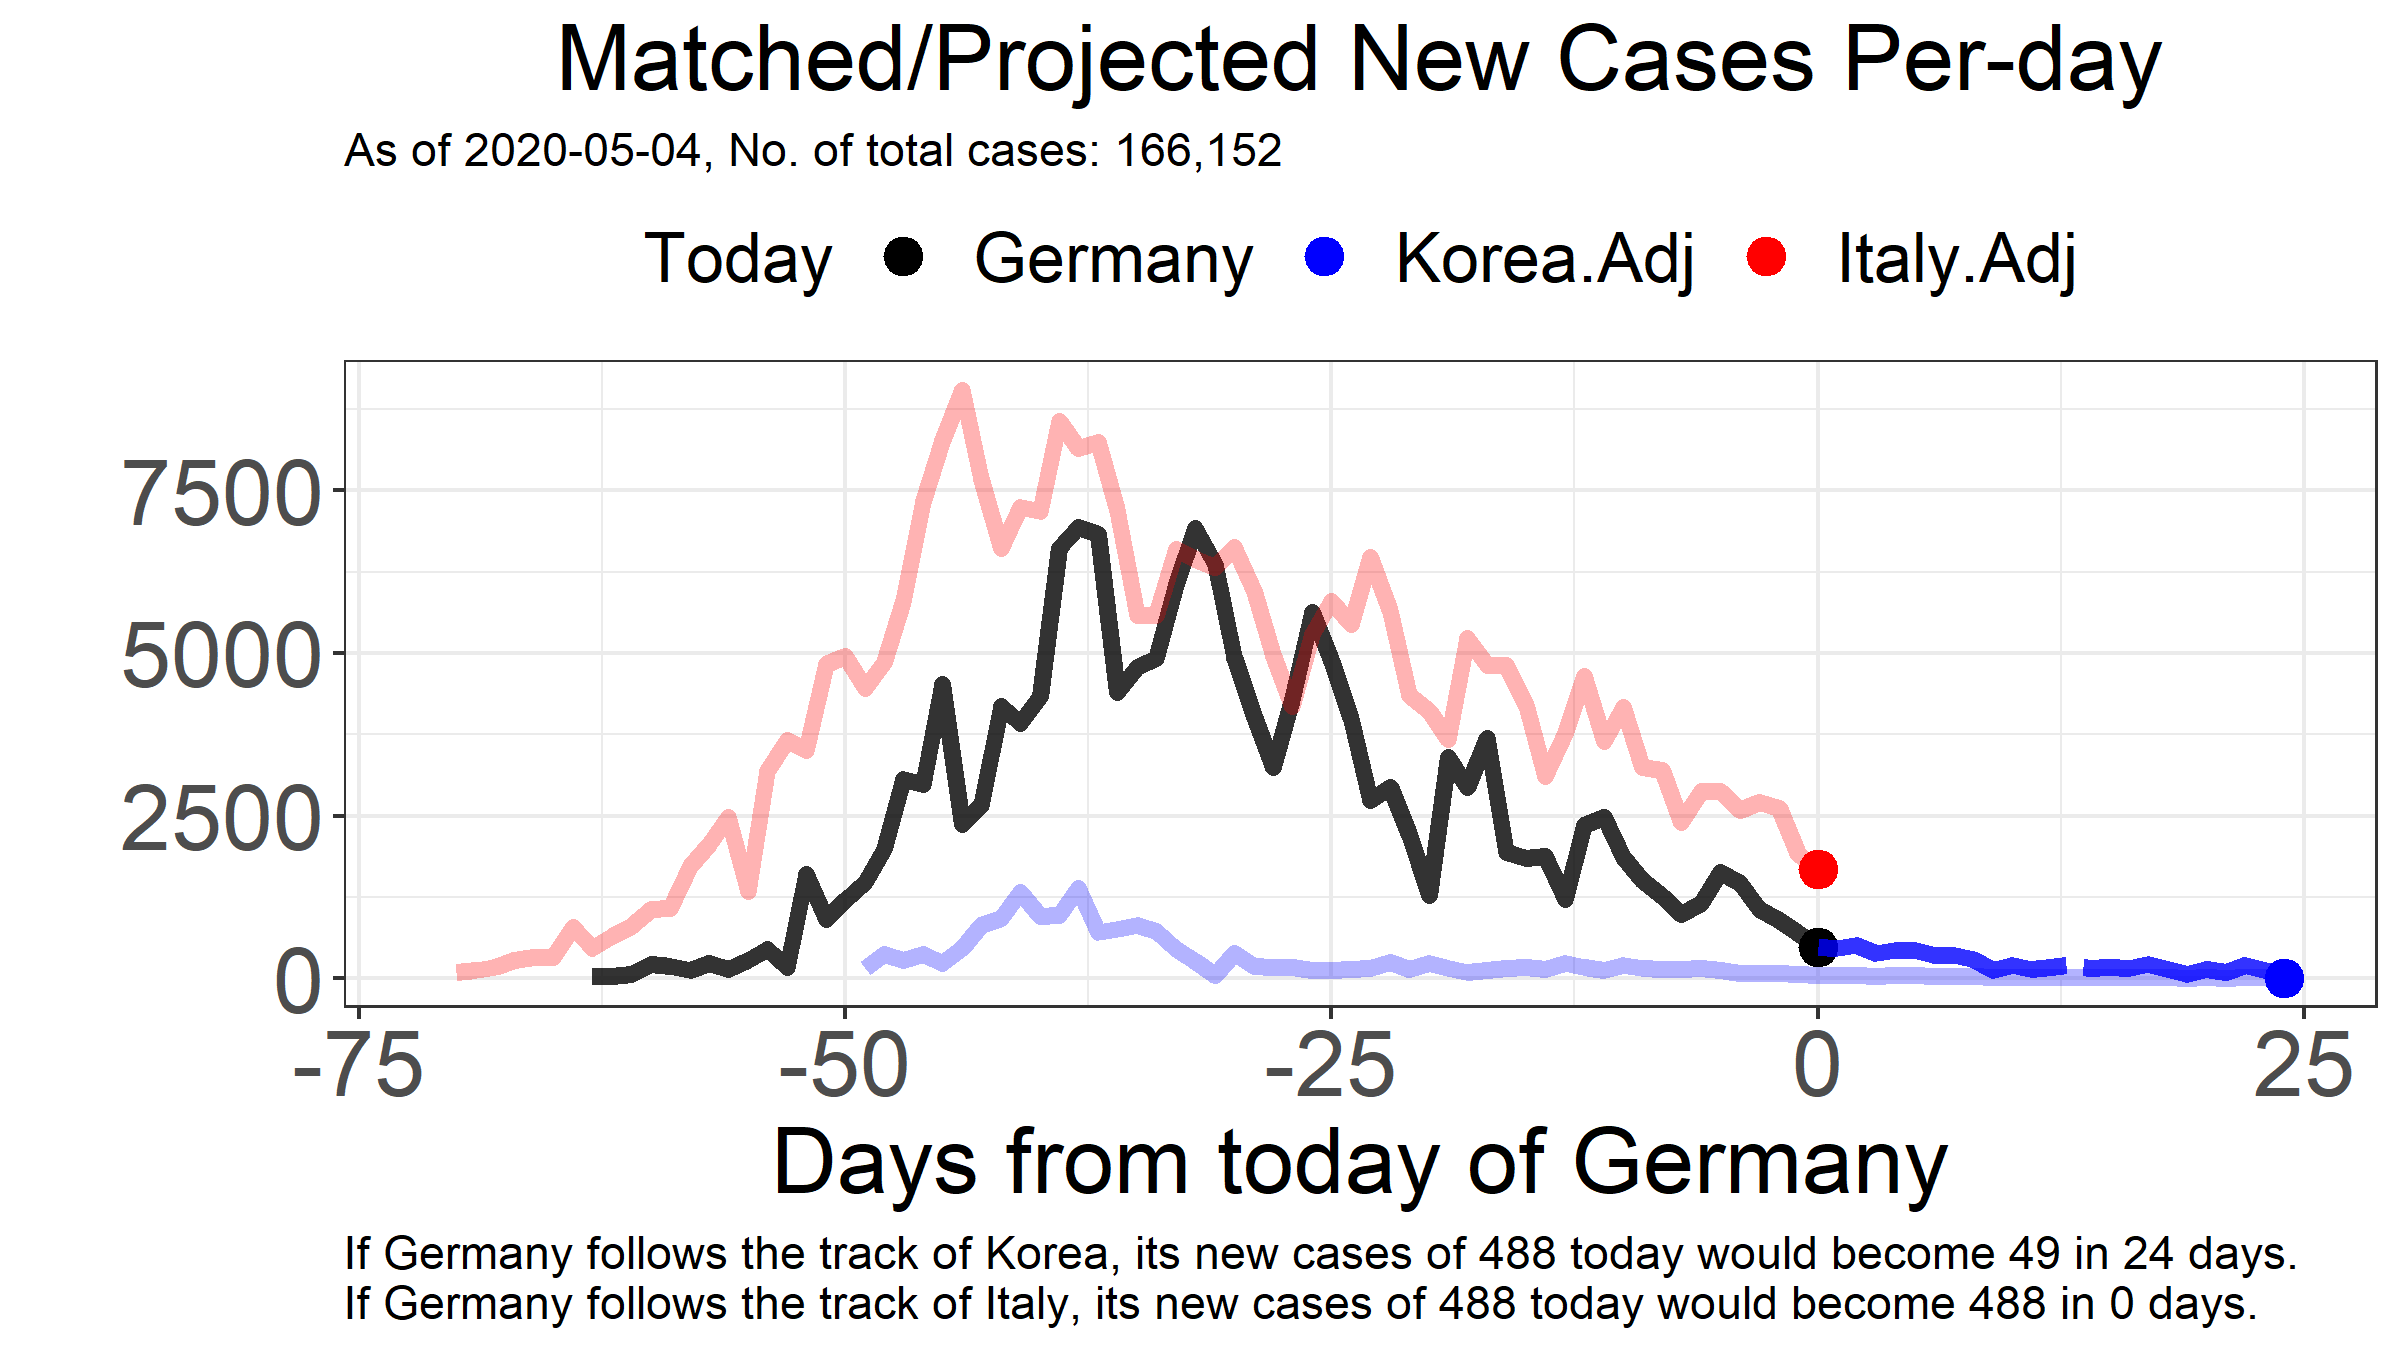 Matched/Projected New Cases Per-day
As of 2020-05-04, No. of total cases: 166,152
Today Germany Korea.Adj Italy.Adj
7500
5000
2500
0
-75 -50 -25 0 25
Days from today of Germany
If Germany follows the track of Korea, its new cases of 488 today would become 49 in 24 days.
If Germany follows the track of Italy, its new cases of 488 today would become 488 in 0 days.